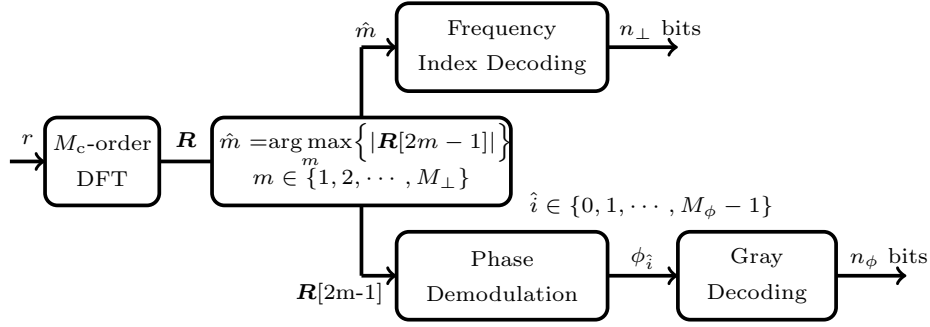 Frequency
Index Decoding
m̂
n⊥ bits
r
Mc-order
DFT
R
m̂ =arg max{|R[2m − 1]|}
m
m ∈ {1, 2, ⋯ , M⊥}
î ∈ {0, 1, ⋯ , Mϕ − 1}
R[2m-1]
Phase
Demodulation
ϕî
Gray
Decoding
nϕ bits